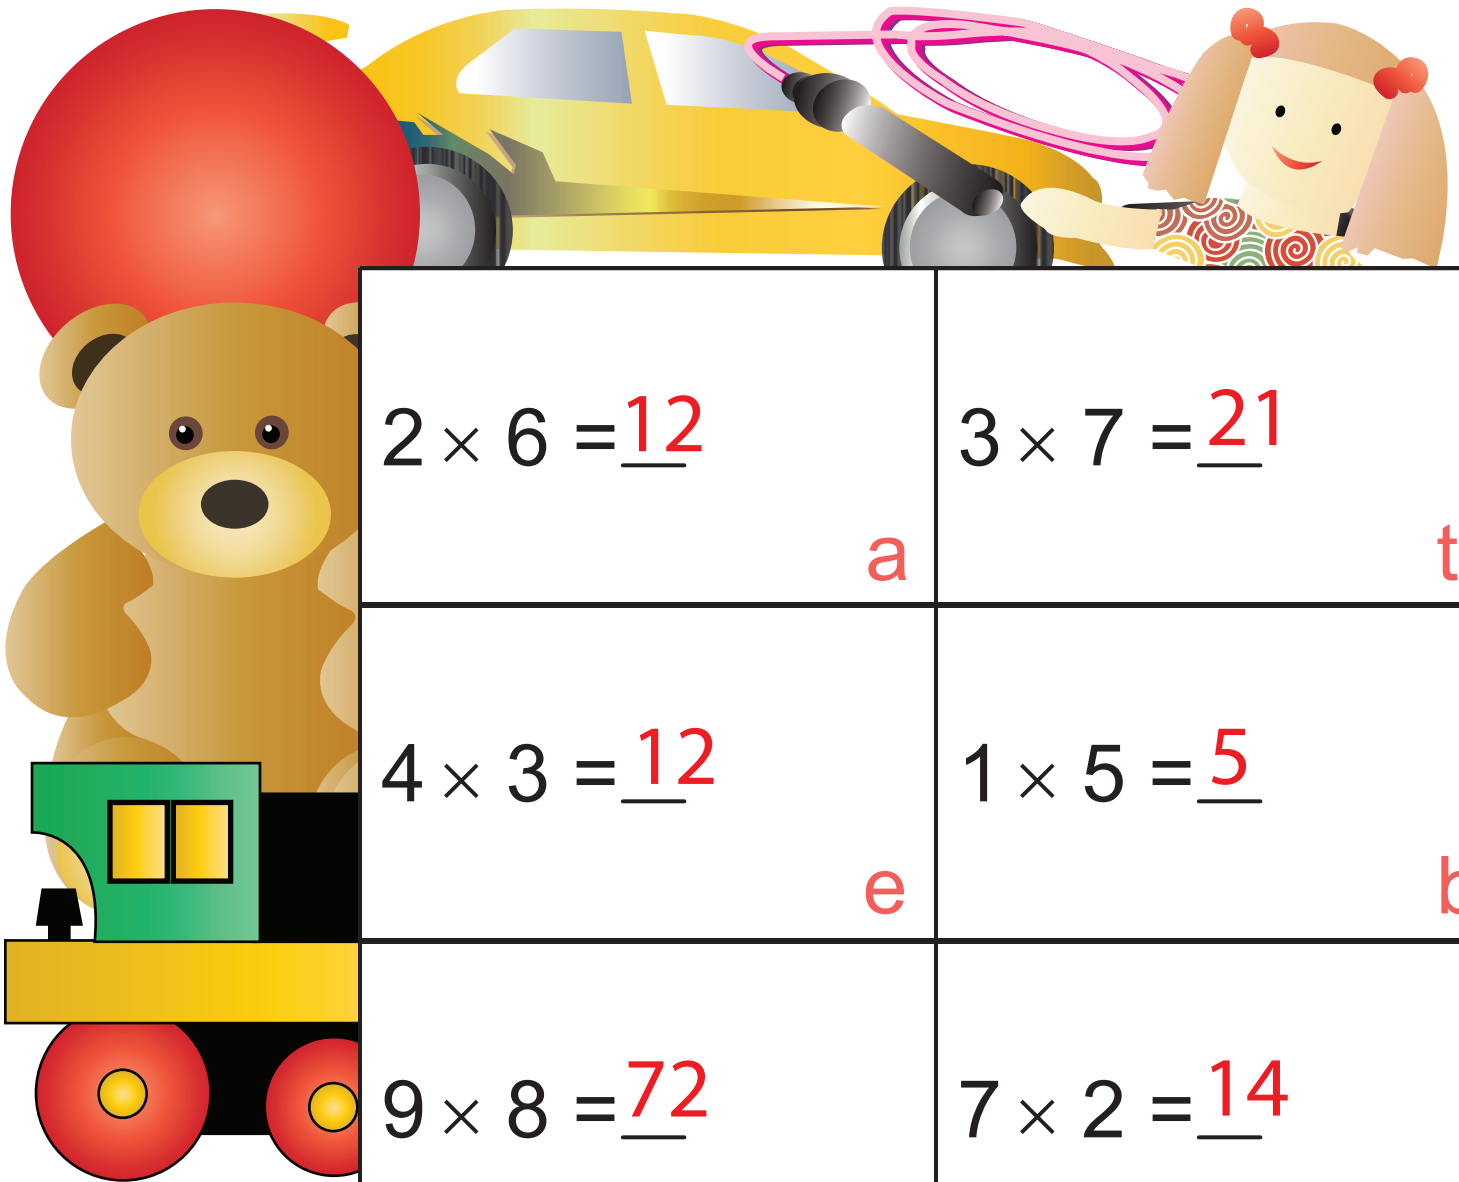 2 × 6 = 12
3 × 7 = 21
a
t
4 × 3 = 12
1 × 5 = 5
e
b
9 × 8 = 72
7 × 2 = 14